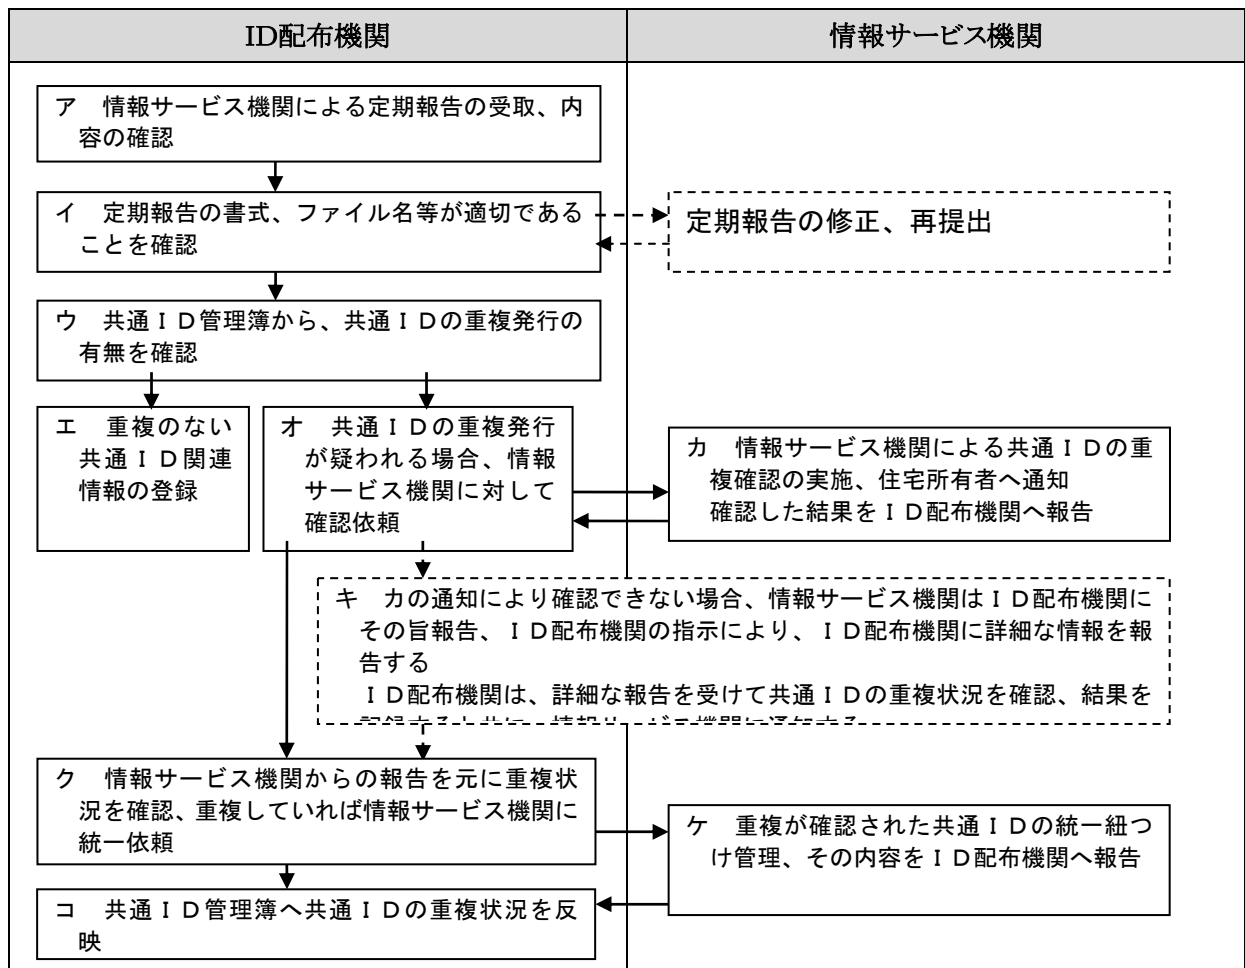 ID配布機関
情報サービス機関
ア　情報サービス機関による定期報告の受取、内
容の確認
イ　定期報告の書式、ファイル名等が適切である
ことを確認
定期報告の修正、再提出
ウ　共通ＩＤ管理簿から、共通ＩＤの重複発行の
有無を確認
エ　重複のない
共通ＩＤ関連
情報の登録
オ　共通ＩＤの重複発行
が疑われる場合、情報
サービス機関に対して
確認依頼
カ　情報サービス機関による共通ＩＤの重
複確認の実施、住宅所有者へ通知
確認した結果をＩＤ配布機関へ報告
キ　カの通知により確認できない場合、情報サービス機関はＩＤ配布機関に
その旨報告、ＩＤ配布機関の指示により、ＩＤ配布機関に詳細な情報を報
告する
ＩＤ配布機関は、詳細な報告を受けて共通ＩＤの重複状況を確認、結果を
ク　情報サービス機関からの報告を元に重複状
況を確認、重複していれば情報サービス機関に
統一依頼
ケ　重複が確認された共通ＩＤの統一紐つ
け管理、その内容をＩＤ配布機関へ報告
コ　共通ＩＤ管理簿へ共通ＩＤの重複状況を反
映